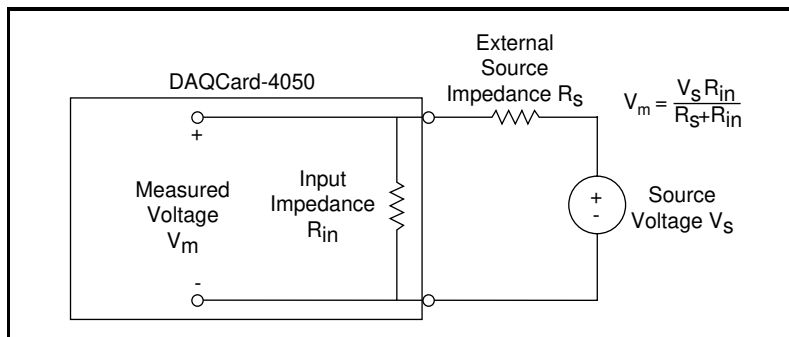 DAQCard-4050
External
Source
Impedance Rs
Vm = VsRin
Rs+Rin
+
Measured
Voltage
Vm
-
Input
Impedance
Rin
+
-
Source
Voltage Vs